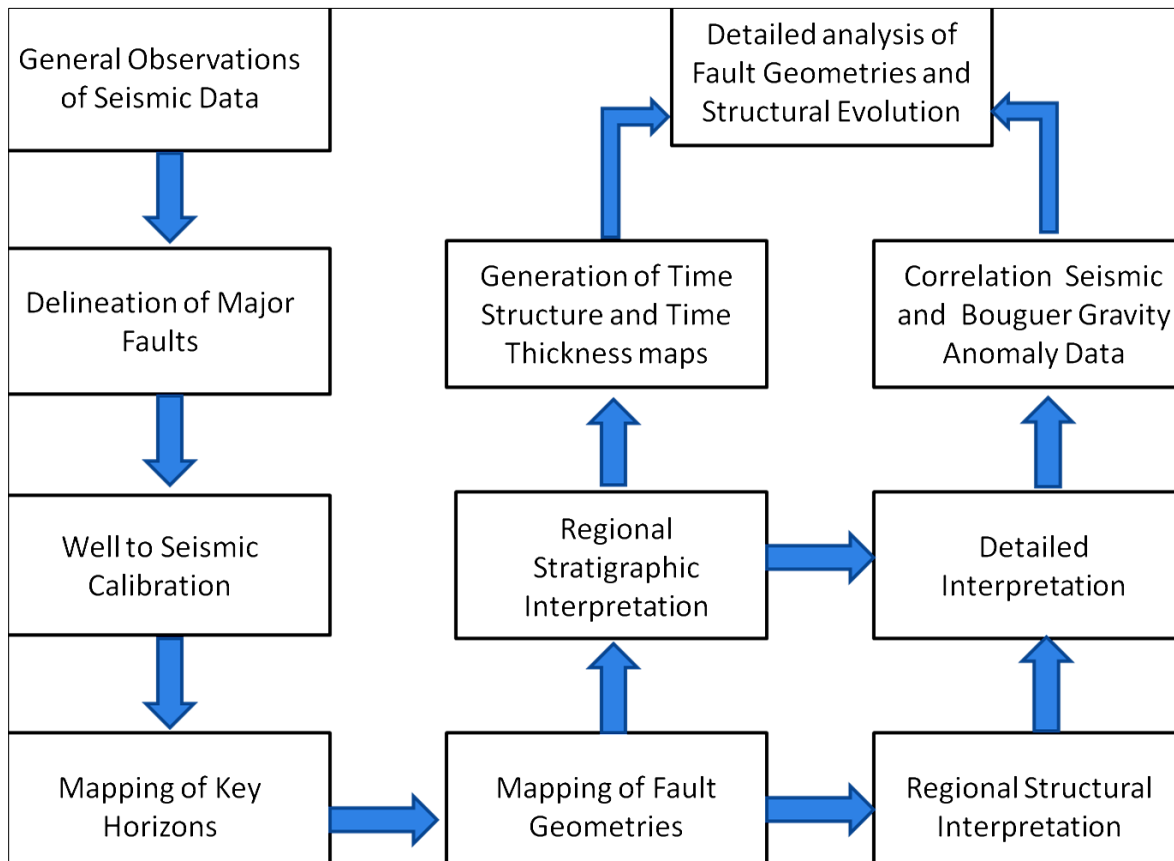 General Observations
of Seismic Data
Delineation of Major
Faults
Well to Seismic
Calibration
Mapping of Key
Horizons
Mapping of Fault
Geometries
Regional
Stratigraphic
Interpretation
Generation of Time
Structure and Time
Thickness maps
Regional Structural
Interpretation
Detailed
Interpretation
Correlation Seismic
and Bouguer Gravity
Anomaly Data
Detailed analysis of
Fault Geometries and
Structural Evolution